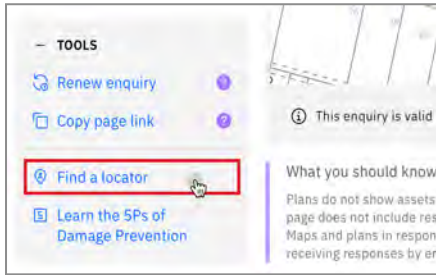 – TOOLS
Renew enquiry ?
Copy page link ?
Find a locator
Learn the 5Ps of
Damage Prevention
This enquiry is valid
What you should know
Plans do not show assets
page does not include res
Maps and plans in respon
receiving responses by er